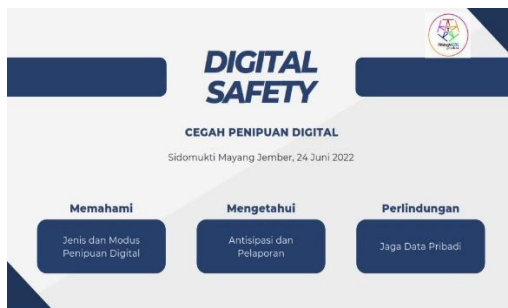 DIGITAL
SAFETY
CEGAH PENIPUAN DIGITAL
Sidomukti Mayang Jember, 24 Juni 2022
Memahami
Jenis dan Modus
Penipuan Digital
Mengetahui
Antisipasi dan
Pelaporan
Perlindungan
Jaga Data Pribadi